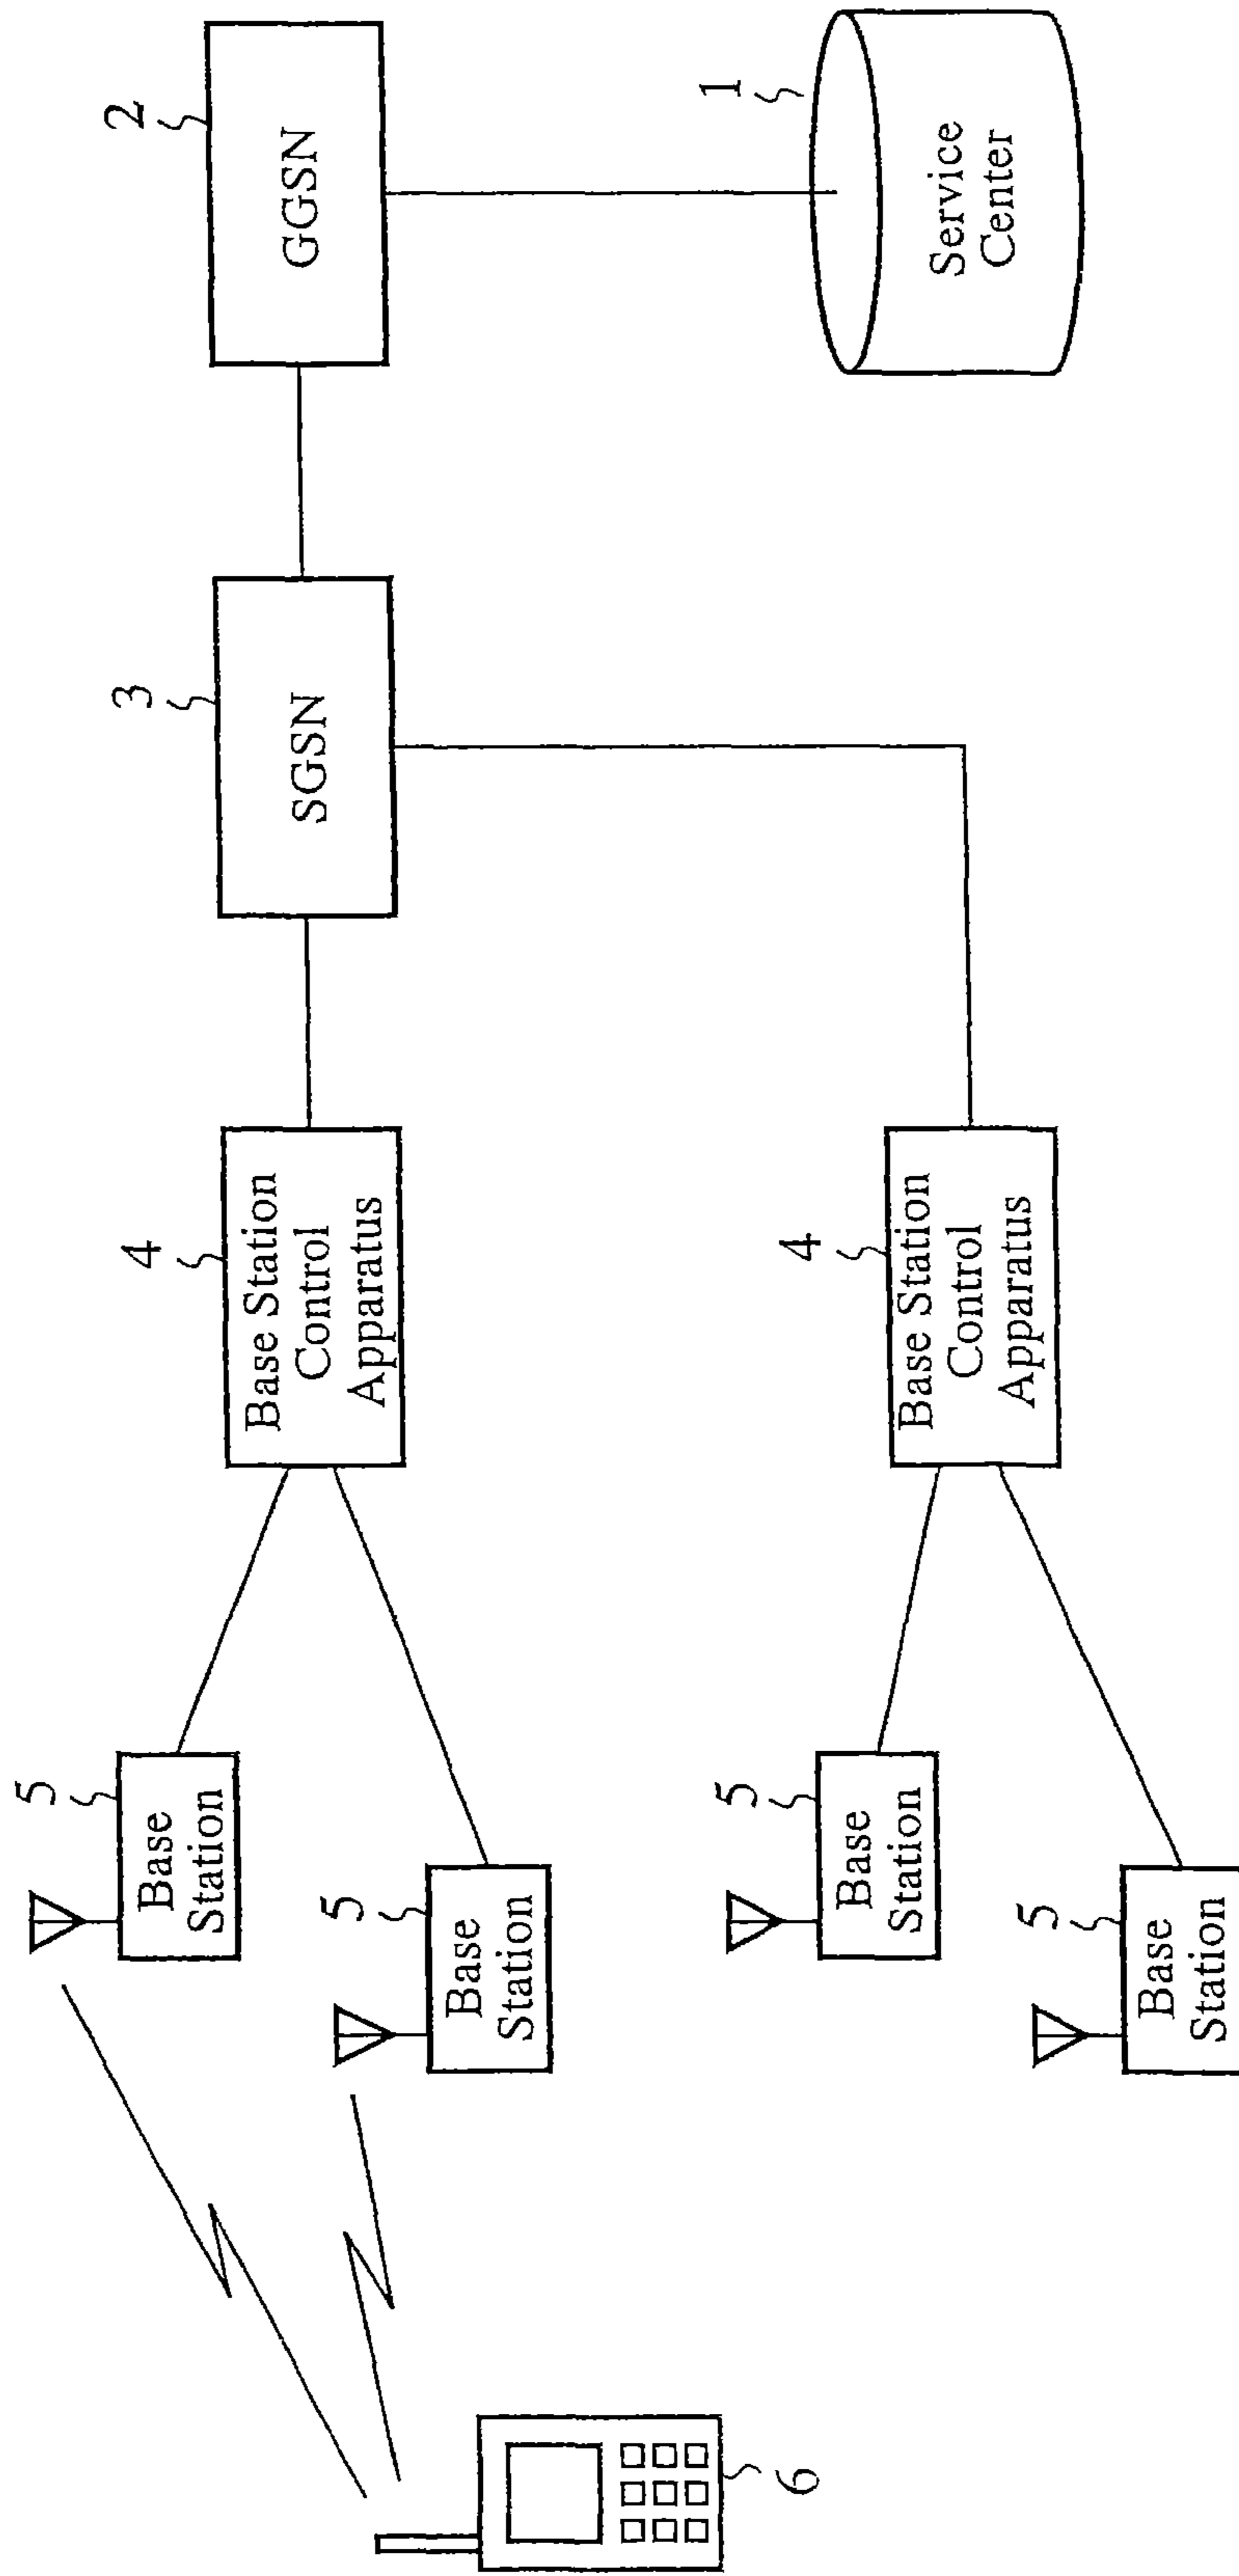 5
Base
Station
5
Base
Station
4
Base Station
Control
Apparatus
3
SGSN
2
GGSN
6
5
Base
Station
5
Base
Station
4
Base Station
Control
Apparatus
1
Service
Center